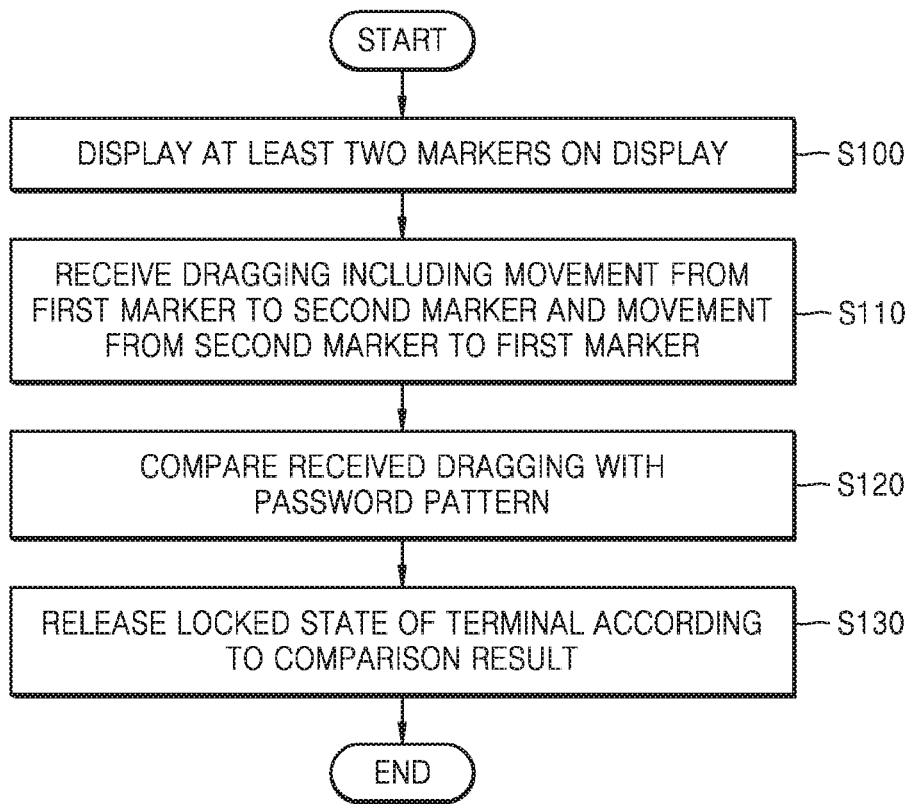 START
DISPLAY AT LEAST TWO MARKERS ON DISPLAY
S100
RECEIVE DRAGGING INCLUDING MOVEMENT FROM
FIRST MARKER TO SECOND MARKER AND MOVEMENT
FROM SECOND MARKER TO FIRST MARKER
S110
COMPARE RECEIVED DRAGGING WITH
PASSWORD PATTERN
S120
RELEASE LOCKED STATE OF TERMINAL ACCORDING
TO COMPARISON RESULT
S130
END